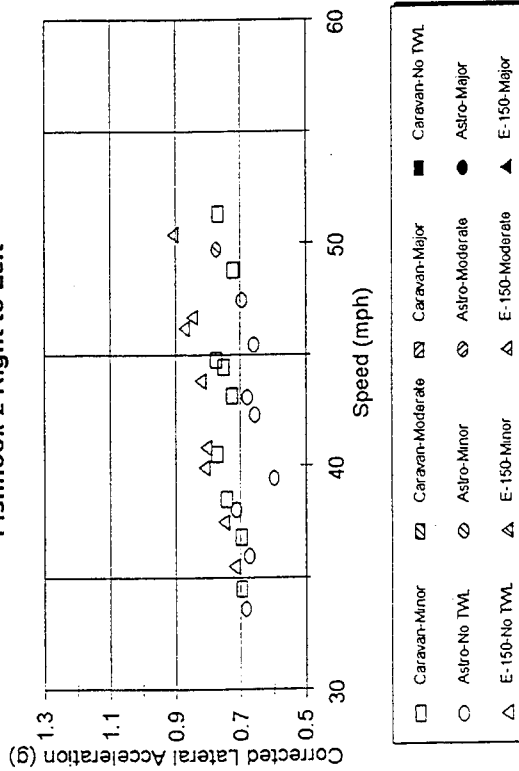 Fishhook 2 Right to Left
Corrected Lateral Acceleration (g)
1.3
1.1
0.9
0.7
0.5
30
40
50
60
Speed (mph)
Caravan-Minor
Caravan-Moderate
Caravan-Major
Caravan-No TWL
Astro-No TWL
Astro-Minor
Astro-Moderate
Astro-Major
E-150-No TWL
E-150-Minor
E-150-Moderate
E-150-Major